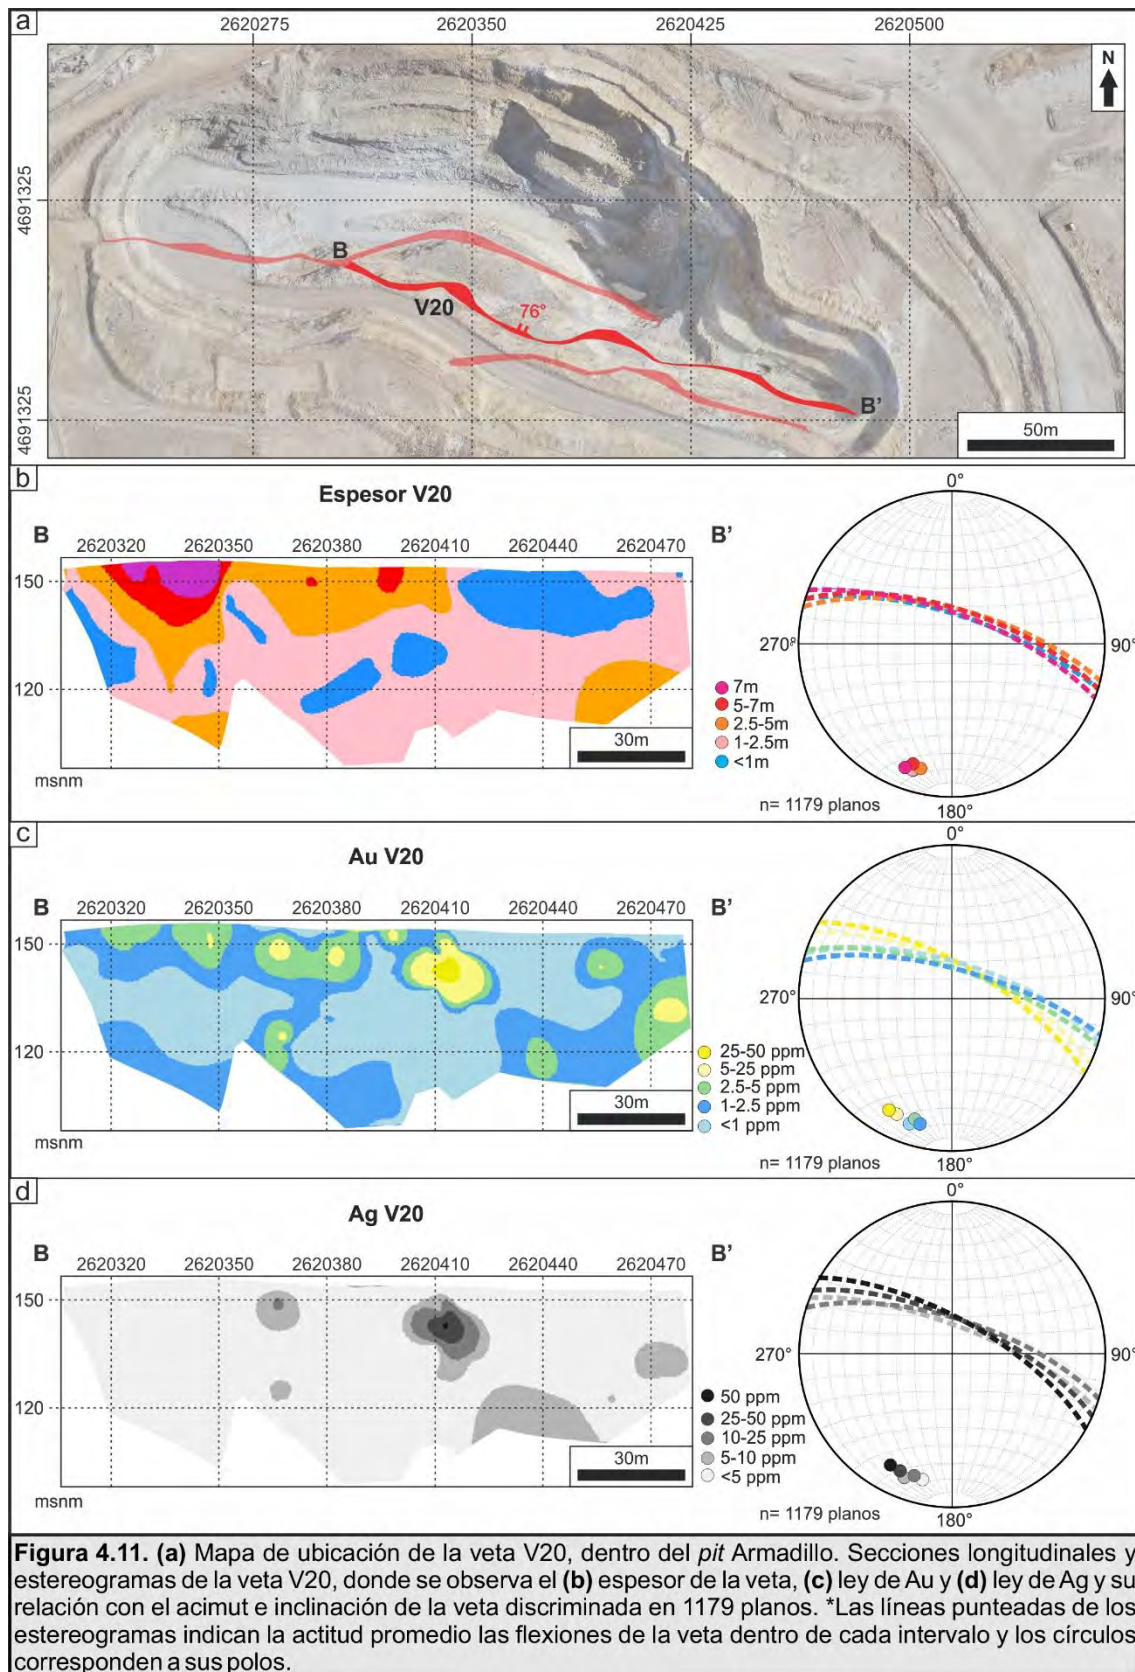 a
2620275 2620350 2620425 2620500
N
4691325
B
V20
76°
B'
4691325
50m
b
Espesor V20
B B'
2620320 2620350 2620380 2620410 2620440 2620470
150
120
30m
msnm
0°
270°
90°
180°
7m
5-7m
2.5-5m
1-2.5m
<1m
n= 1179 planos
c
Au V20
B B'
2620320 2620350 2620380 2620410 2620440 2620470
150
120
30m
msnm
0°
270°
90°
180°
25-50 ppm
5-25 ppm
2.5-5 ppm
1-2.5 ppm
<1 ppm
n= 1179 planos
d
Ag V20
B B'
2620320 2620350 2620380 2620410 2620440 2620470
150
120
30m
msnm
0°
270°
90°
180°
50 ppm
25-50 ppm
10-25 ppm
5-10 ppm
<5 ppm
n= 1179 planos
Figura 4.11. (a) Mapa de ubicación de la veta V20, dentro del pit Armadillo. Secciones longitudinales y
estereogramas de la veta V20, donde se observa el (b) espesor de la veta, (c) ley de Au y (d) ley de Ag y su
relación con el acimut e inclinación de la veta discriminada en 1179 planos. *Las líneas punteadas de los
estereogramas indican la actitud promedio las flexiones de la veta dentro de cada intervalo y los círculos
corresponden a sus polos.